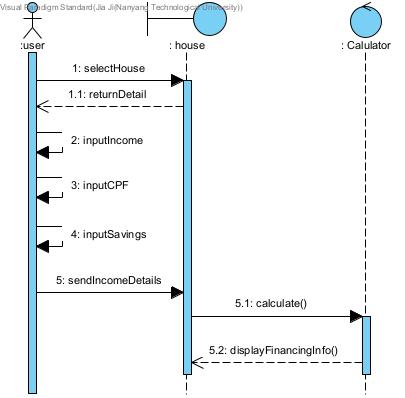 Visual Paradigm Standard(Jia Ji(Nanyang Technological University))
:user
: house
: Calulator
1: selectHouse
1.1: returnDetail
2: inputIncome
3: inputCPF
4: inputSavings
5: sendIncomeDetails
5.1: calculate()
5.2: displayFinancingInfo()